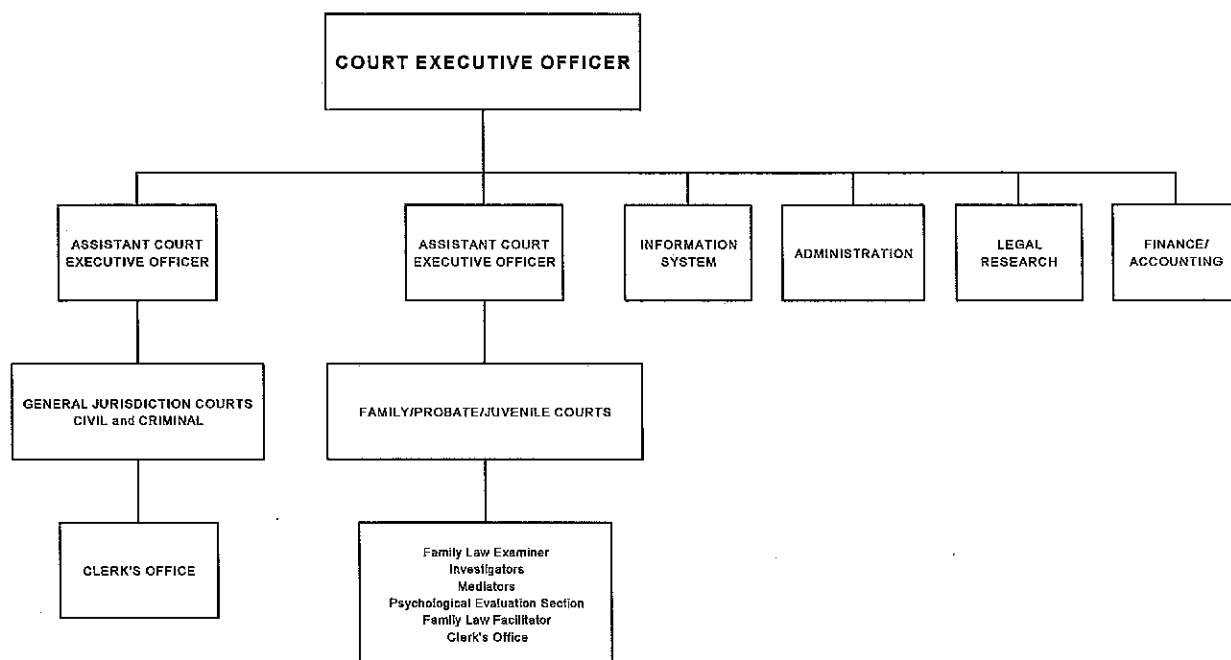 COURT EXECUTIVE OFFICER
ASSISTANT COURT
EXECUTIVE OFFICER
ASSISTANT COURT
EXECUTIVE OFFICER
INFORMATION
SYSTEM
ADMINISTRATION
LEGAL
RESEARCH
FINANCE/
ACCOUNTING
GENERAL JURISDICTION COURTS
CIVIL and CRIMINAL
FAMILY/PROBATE/JUVENILE COURTS
CLERK'S OFFICE
Family Law Examiner
Investigators
Mediators
Psychological Evaluation Section
Family Law Facilitator
Clerk's Office